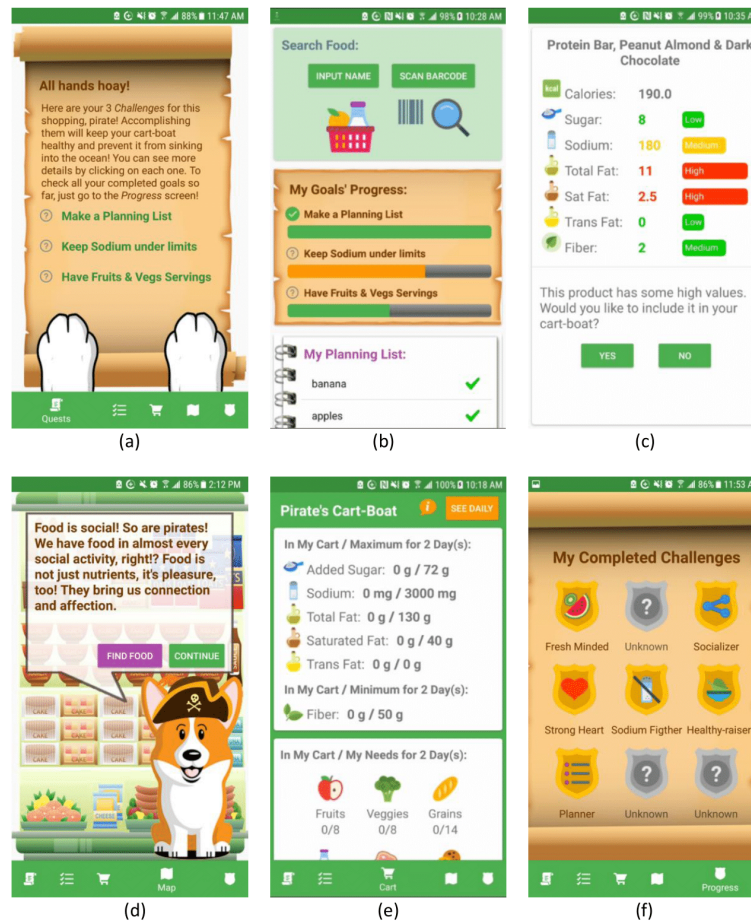 88% 11:47 AM
All hands hoay!
Here are your 3 Challenges for this
shopping, pirate! Accomplishing
them will keep your cart-boat
healthy and prevent it from sinking
into the ocean! You can see more
details by clicking on each one. To
check all your completed goals so
far, just go to the Progress screen!
? Make a Planning List
? Keep Sodium under limits
? Have Fruits & Vegs Servings
Quests
(a)
98% 10:28 AM
Search Food:
INPUT NAME
SCAN BARCODE
My Goals' Progress:
Make a Planning List
? Keep Sodium under limits
? Have Fruits & Vegs Servings
My Planning List:
banana
apples
(b)
99% 10:35 A
Protein Bar, Peanut Almond & Dark
Chocolate
kcal Calories: 190.0
Sugar: 8 Low
Sodium: 180 Medium
Total Fat: 11 High
Sat Fat: 2.5 High
Trans Fat: 0 Low
Fiber: 2 Medium
This product has some high values.
Would you like to include it in your
cart-boat?
YES
NO
(c)
86% 2:12 PM
Food is social! So are pirates!
We have food in almost every
social activity, right!? Food is
not just nutrients, it's pleasure,
too! They bring us connection
and affection.
FIND FOOD
CONTINUE
CAKE CAKE CAKE CAKE
CAKE CAKE
CAKE CAKE
CHEESE
Map
(d)
100% 10:18 AM
Pirate's Cart-Boat
SEE DAILY
In My Cart / Maximum for 2 Day(s):
Added Sugar: 0 g / 72 g
Sodium: 0 mg / 3000 mg
Total Fat: 0 g / 130 g
Saturated Fat: 0 g / 40 g
Trans Fat: 0 g / 0 g
In My Cart / Minimum for 2 Day(s):
Fiber: 0 g / 50 g
In My Cart / My Needs for 2 Day(s):
Fruits Veggies Grains
0/8 0/8 0/14
Cart
(e)
86% 11:53 A
My Completed Challenges
? 
Fresh Minded Unknown Socializer
Strong Heart Sodium Figther Healthy-raiser
? ?
Planner Unknown Unknown
Progress
(f)